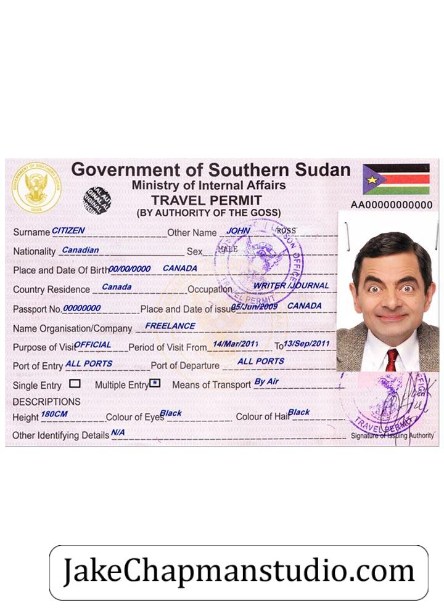 Government of Southern Sudan
Ministry of Internal Affairs
TRAVEL PERMIT
(BY AUTHORITY OF THE GOSS)
AA00000000000
Surname CITIZEN Other Name JOHN ROSS
Nationality Canadian Sex MALE
Place and Date Of Birth 00/00/0000 CANADA
Country Residence Canada Occupation WRITER /JOURNAL
Passport No. 00000000 Place and Date of issue 05/Jun/2009 CANADA
Name Organisation/Company FREELANCE
Purpose of Visit OFFICIAL Period of Visit From 14/Mar/2011 To 13/Sep/2011
Port of Entry ALL PORTS Port of Departure ALL PORTS
Single Entry Multiple Entry Means of Transport By Air
DESCRIPTIONS
Height 180CM Colour of Eyes Black Colour of Hair Black
Other Identifying Details N/A
Signature of Issuing Authority
TRAVEL PERMIT
JakeChapmanstudio.com